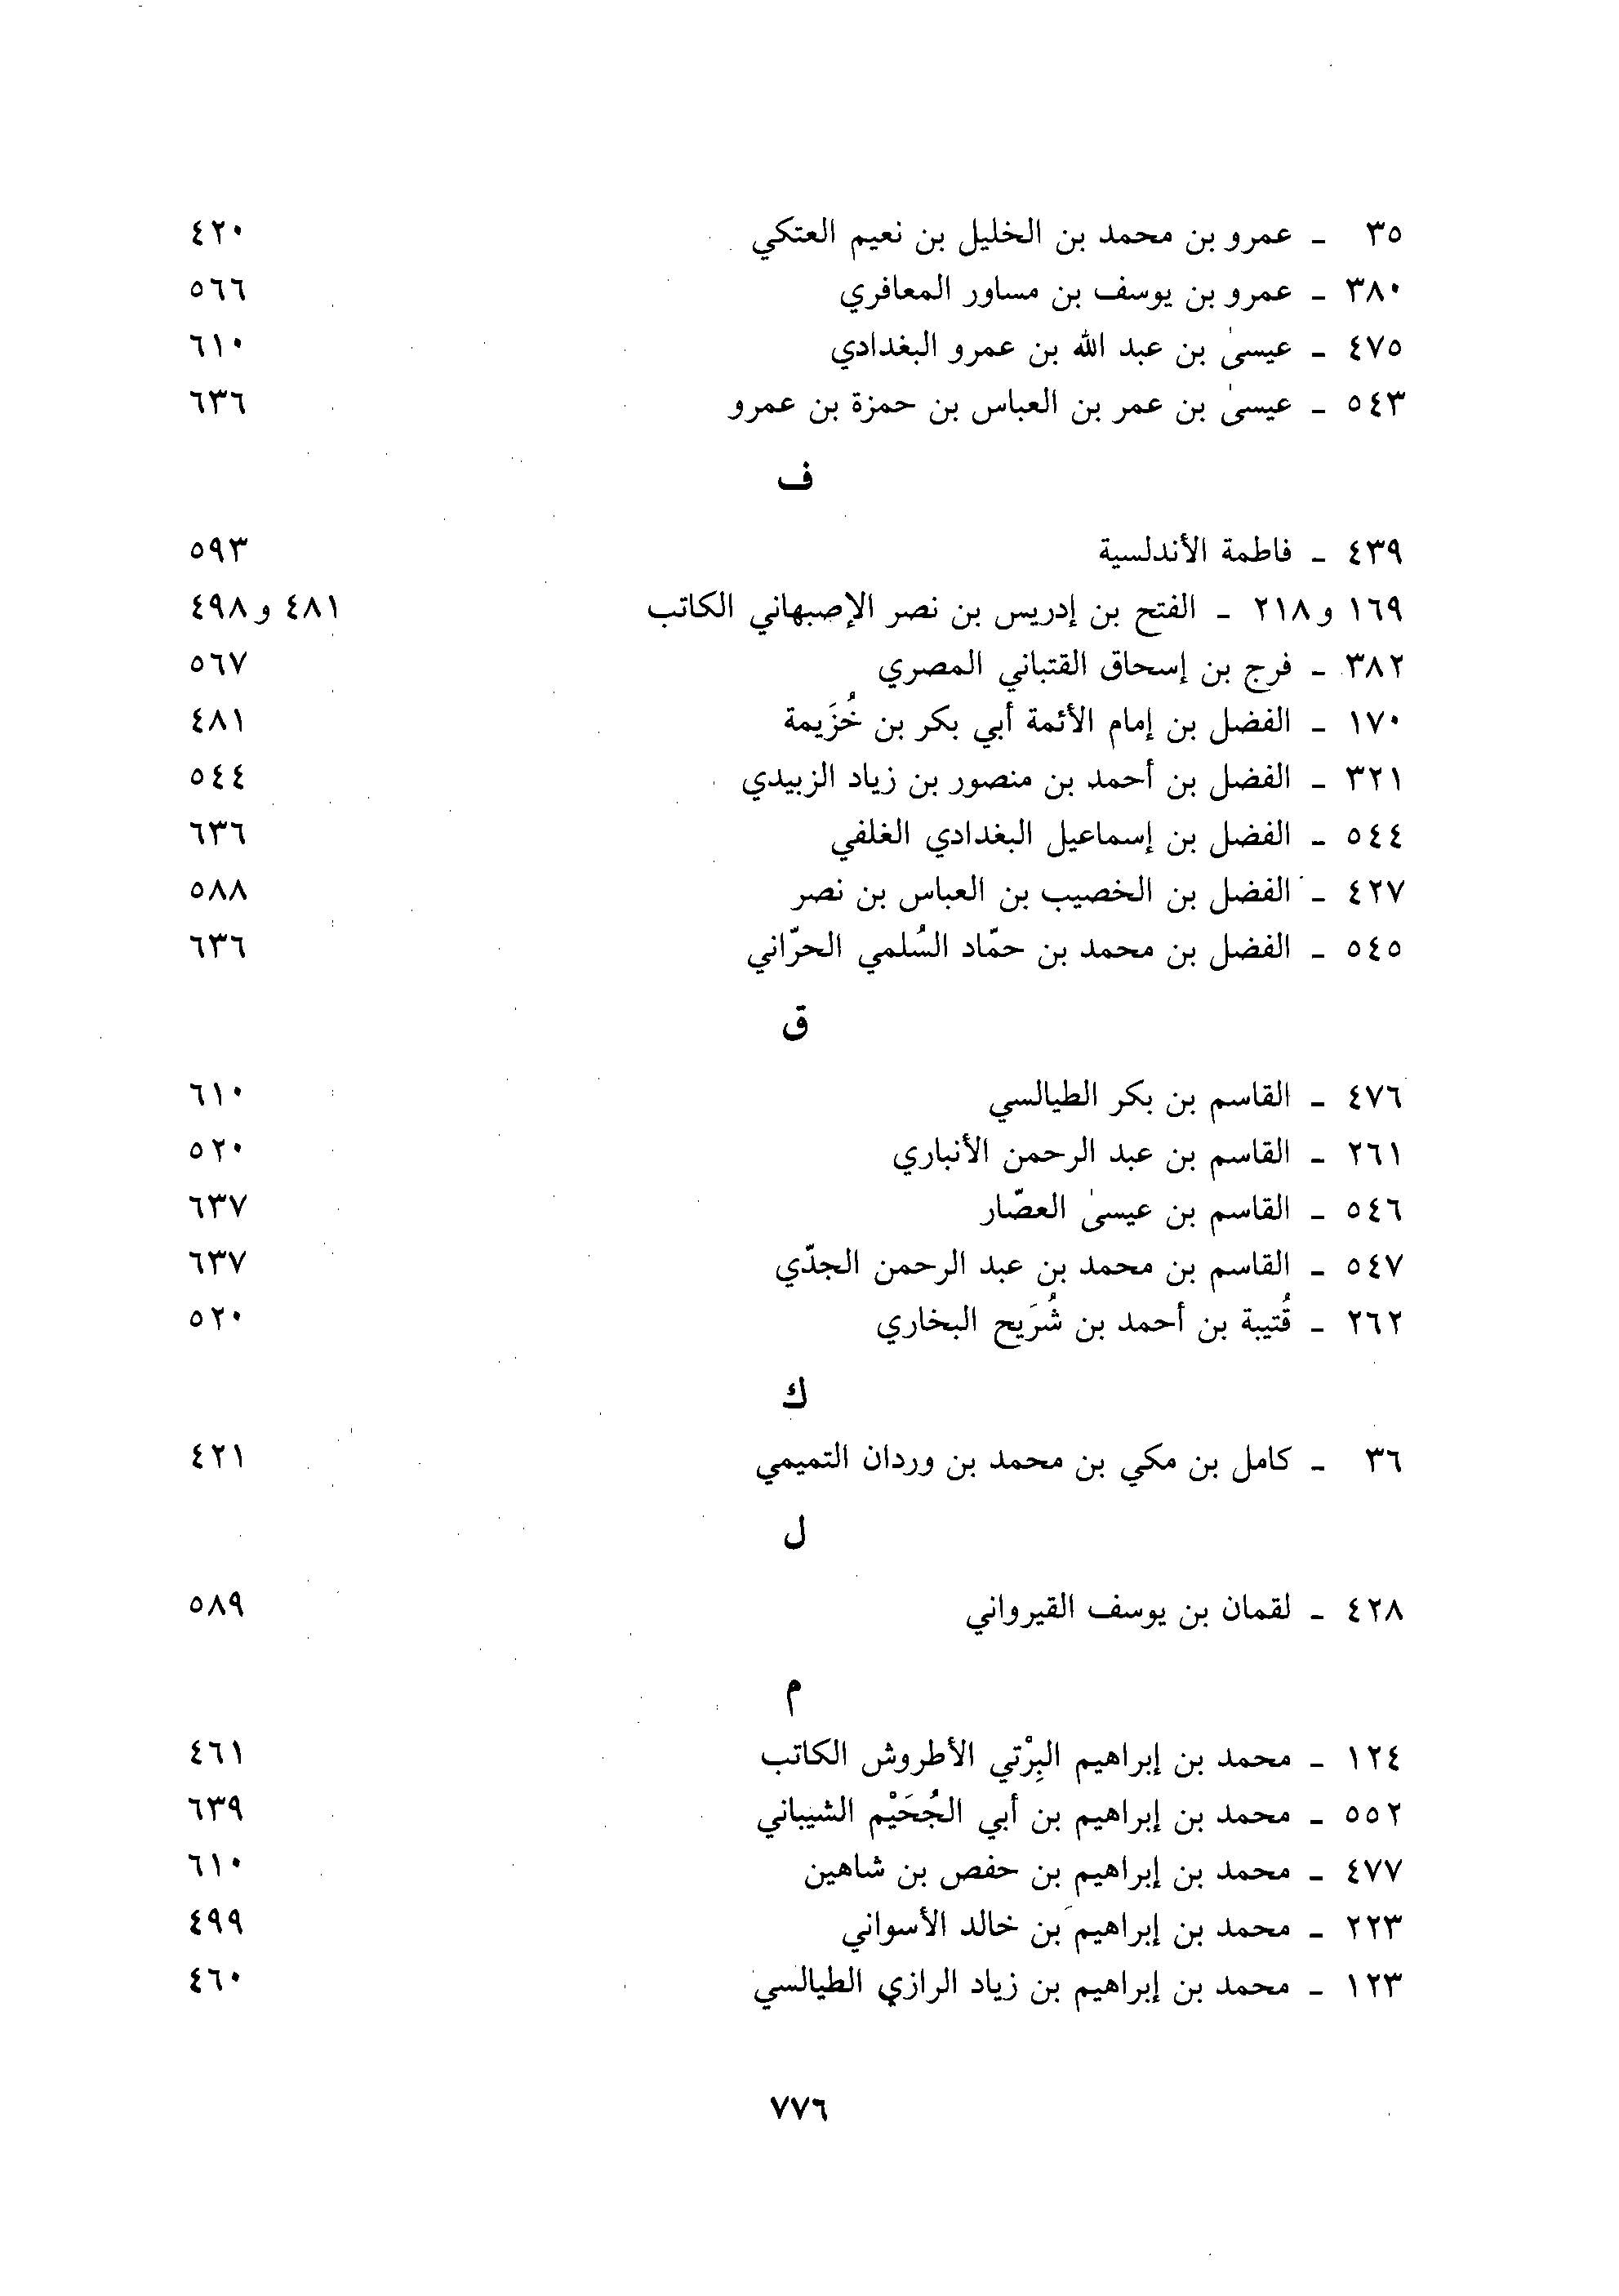 ٣٥ - عمرو بن محمد بن الخليل بن نعيم العتكي ٤٢٠
٣٨٠ - عمرو بن يوسف بن مساور المعافري ٥٦٦
٤٧٥ - عيسىٰ بن عبد الله بن عمرو البغدادي ٦١٠
٥٤٣ - عيسىٰ بن عمر بن العباس بن حمزة بن عمرو ٦٣٦
ف
٤٣٩ - فاطمة الأندلسية ٥٩٣
١٦٩ و٢١٨ - الفتح بن إدريس بن نصر الإصبهاني الكاتب ٤٨١ و٤٩٨
٣٨٢ - فرج بن إسحاق القتباني المصري ٥٦٧
١٧٠ - الفضل بن إمام الأئمة أبي بكر بن خُزَيمة ٤٨١
٣٢١ - الفضل بن أحمد بن منصور بن زياد الزبيدي ٥٤٤
٥٤٤ - الفضل بن إسماعيل البغدادي الغلفي ٦٣٦
٤٢٧ - الفضل بن الخصيب بن العباس بن نصر ٥٨٨
٥٤٥ - الفضل بن محمد بن حمّاد السُلمي الحرّاني ٦٣٦
ق
٤٧٦ - القاسم بن بكر الطيالسي ٦١٠
٢٦١ - القاسم بن عبد الرحمن الأنباري ٥٢٠
٥٤٦ - القاسم بن عيسىٰ العصّار ٦٣٧
٥٤٧ - القاسم بن محمد بن عبد الرحمن الجدّي ٦٣٧
٢٦٢ - قُتيبة بن أحمد بن شُرَيح البخاري ٥٢٠
ك
٣٦ - كامل بن مكي بن محمد بن وردان التميمي ٤٢١
ل
٤٢٨ - لقمان بن يوسف القيرواني ٥٨٩
م
١٢٤ - محمد بن إبراهيم البِرْتي الأطروش الكاتب ٤٦١
٥٥٢ - محمد بن إبراهيم بن أبي الجُحَيْم الشيباني ٦٣٩
٤٧٧ - محمد بن إبراهيم بن حفص بن شاهين ٦١٠
٢٢٣ - محمد بن إبراهيم بن خالد الأسواني ٤٩٩
١٢٣ - محمد بن إبراهيم بن زياد الرازي الطيالسي ٤٦٠
٧٧٦